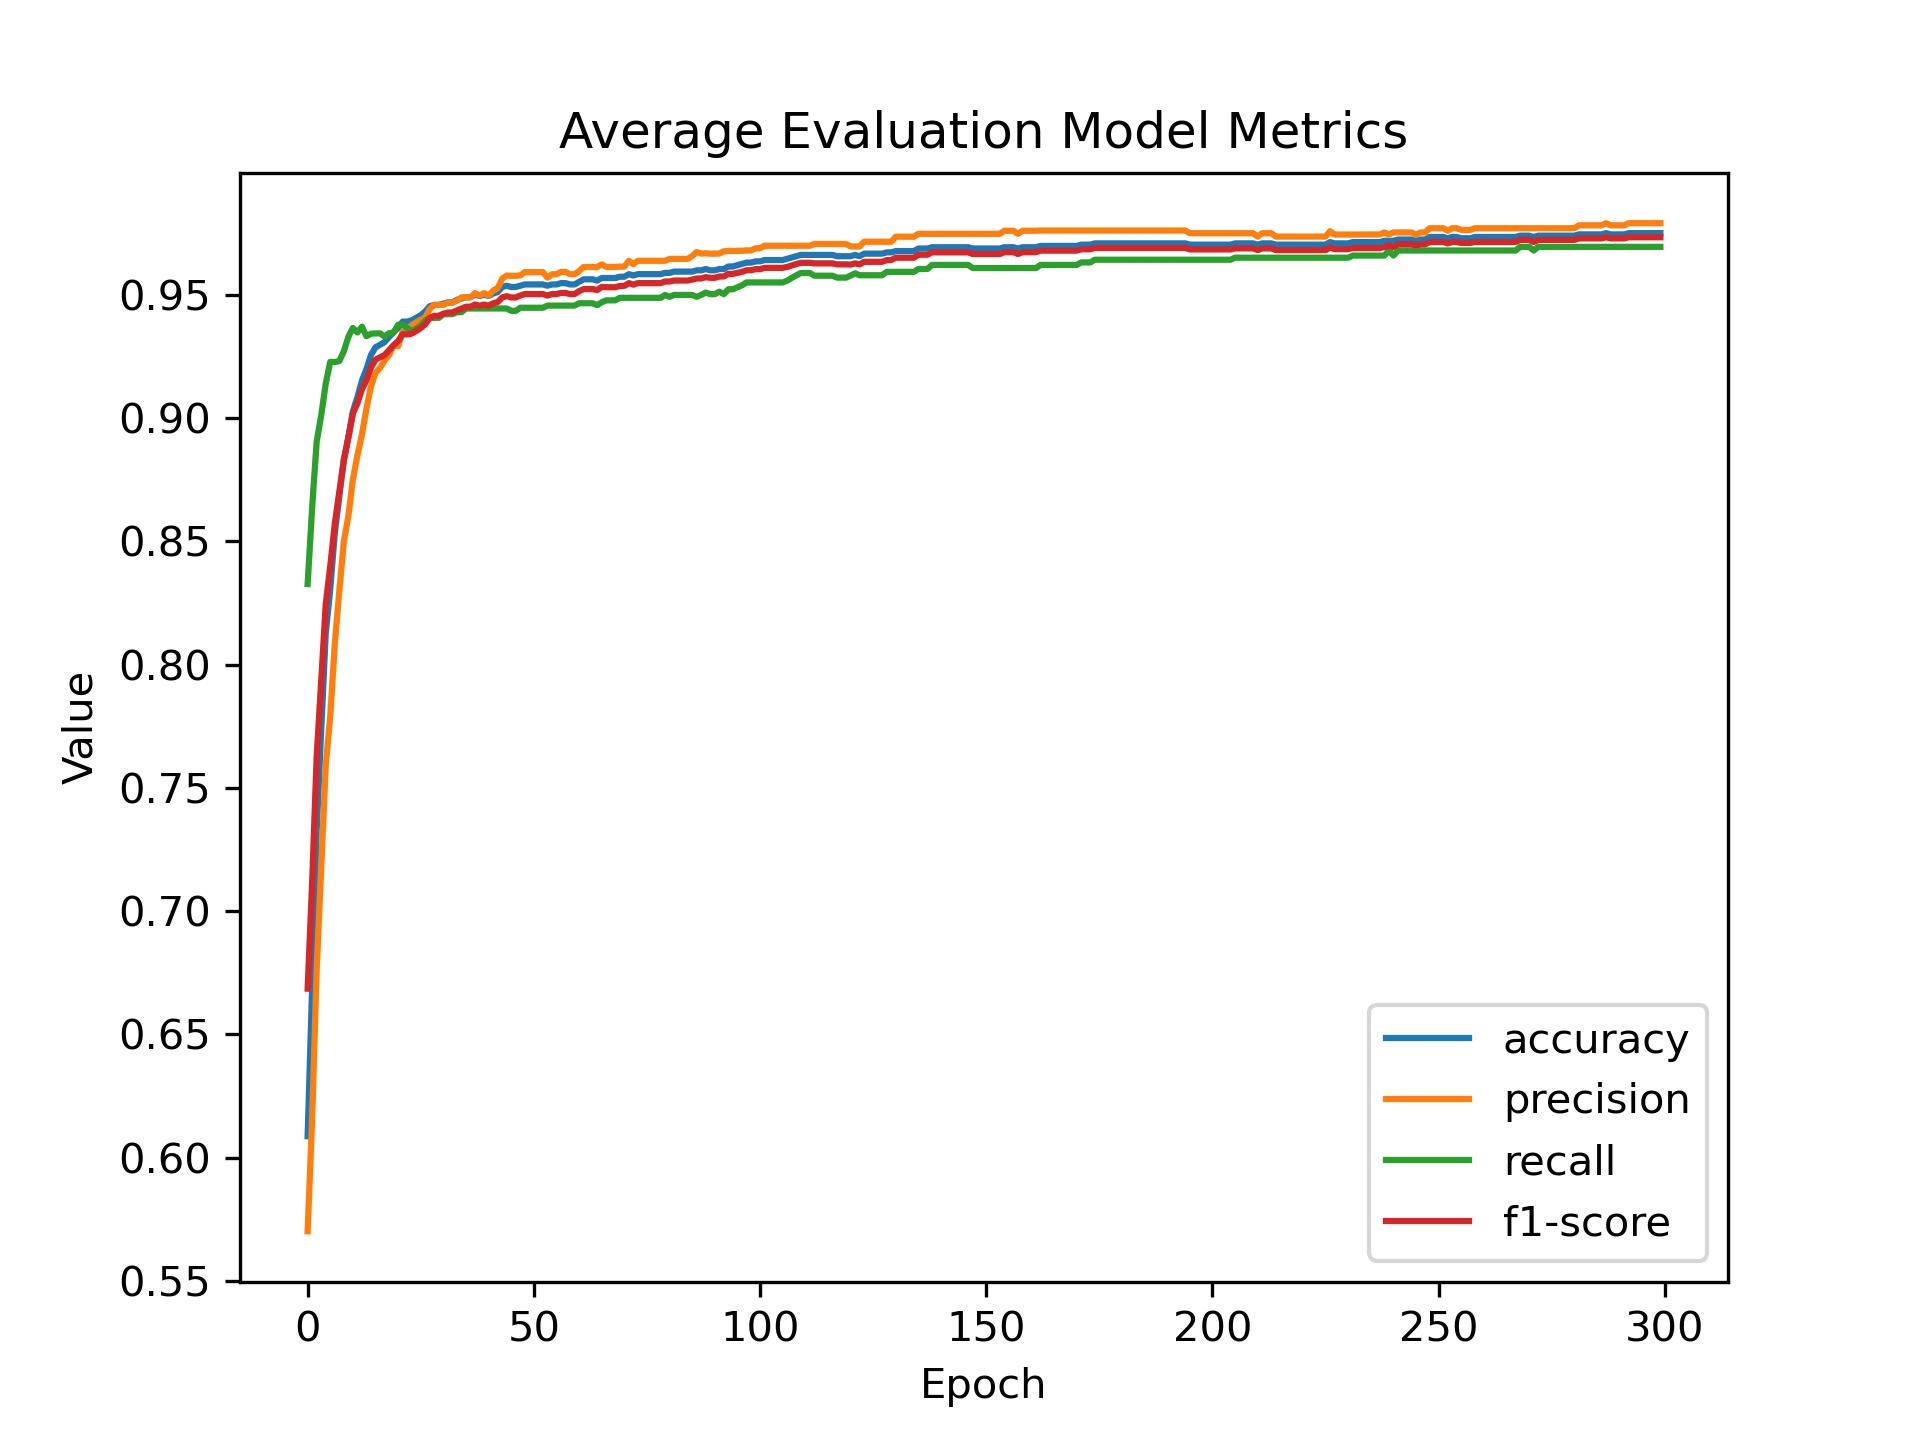 Average Evaluation Model Metrics
Value
0.95
0.90
0.85
0.80
0.75
0.70
0.65
0.60
0.55
0 50 100 150 200 250 300
Epoch
accuracy
precision
recall
f1-score